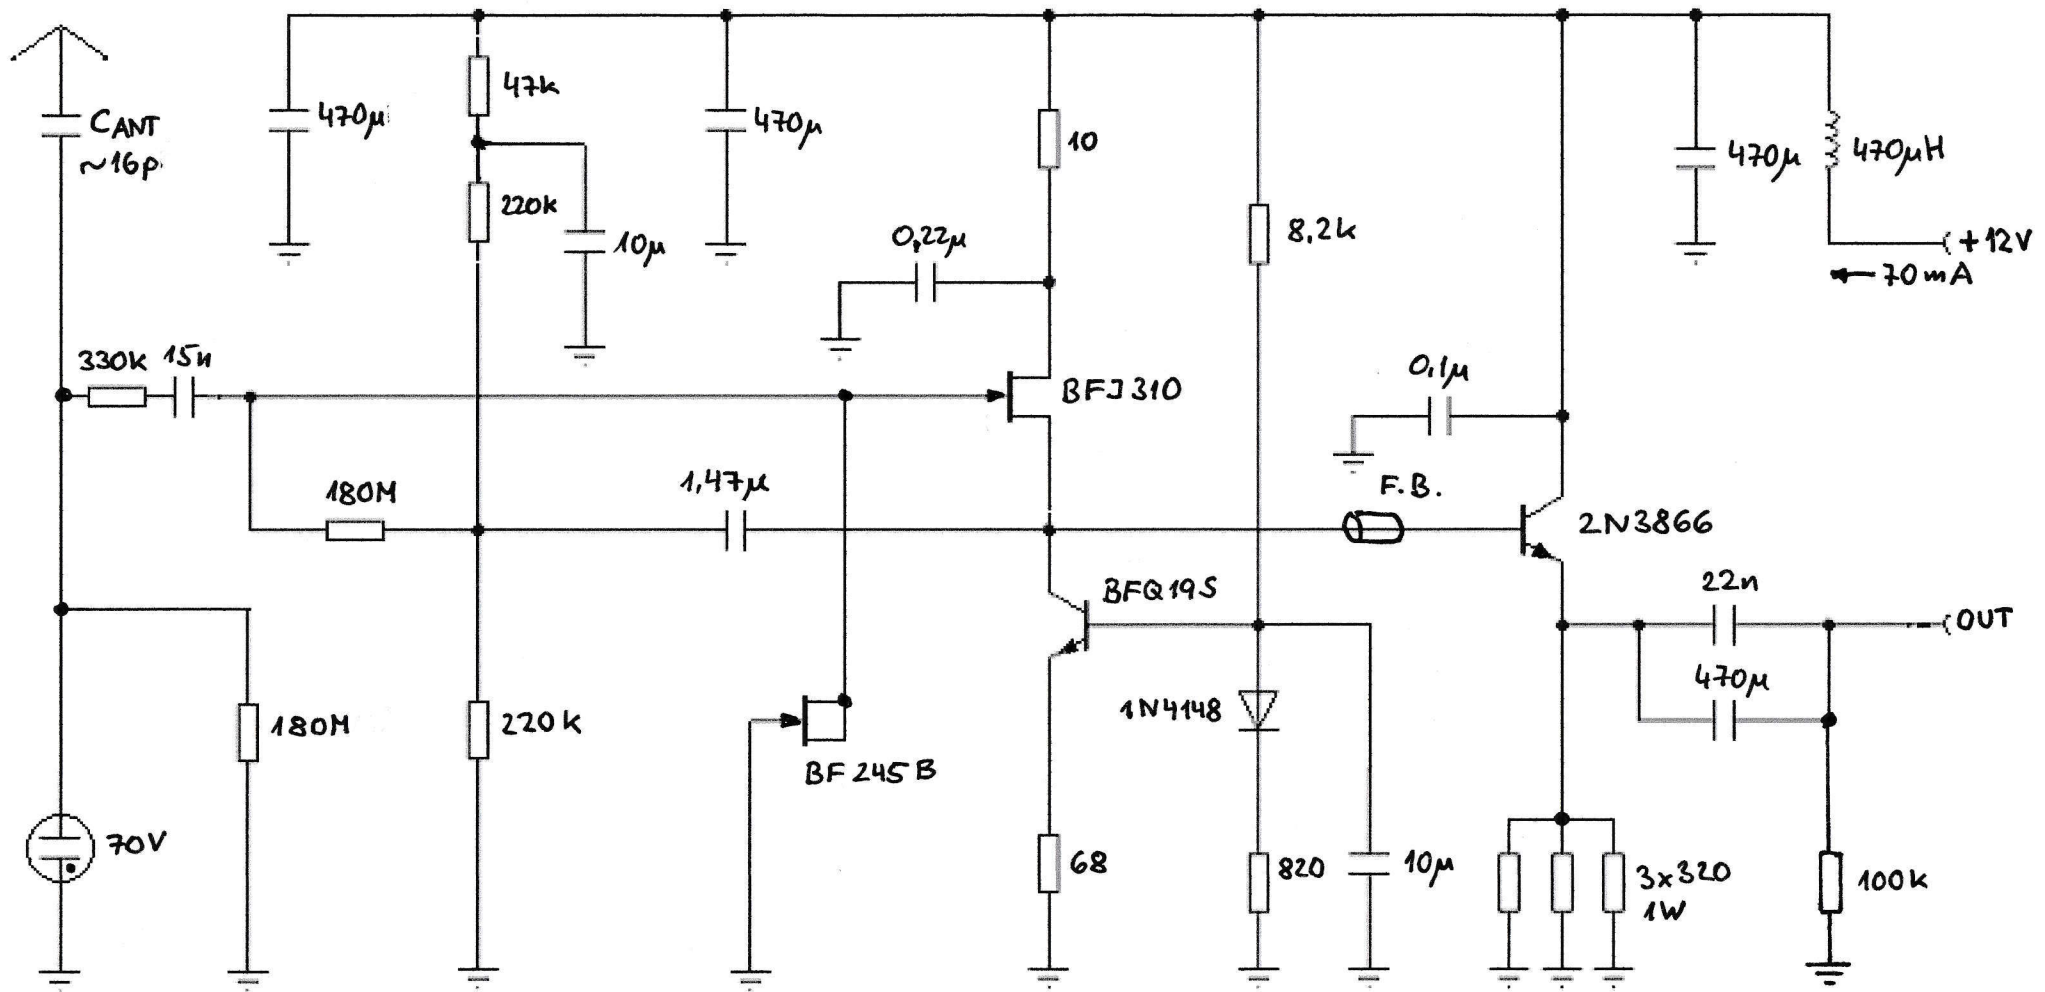 CANT
~16p
470µ
47k
220k
10µ
470µ
10
0,22µ
8,2k
470µ
470µH
+12V
70mA
330k
15n
BFJ310
0,1µ
F.B.
180M
1,47µ
2N3866
BFQ19S
22n
OUT
470µ
180M
220k
BF245B
1N4148
70V
68
820
10µ
3x320
1W
100k